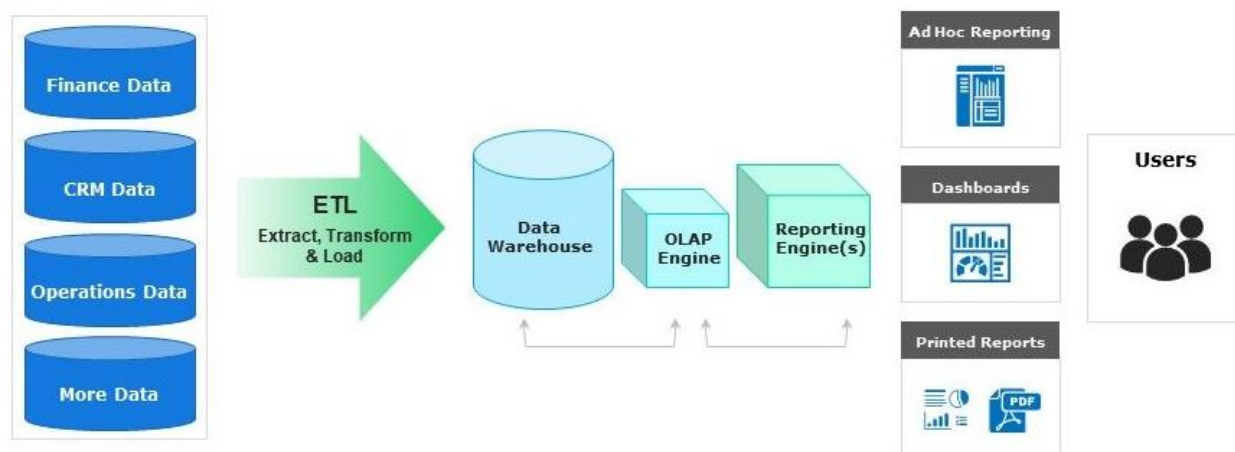 Finance Data
CRM Data
Operations Data
More Data
ETL
Extract, Transform
& Load
Data
Warehouse
OLAP
Engine
Reporting
Engine(s)
Ad Hoc Reporting
Dashboards
Printed Reports
PDF
Users